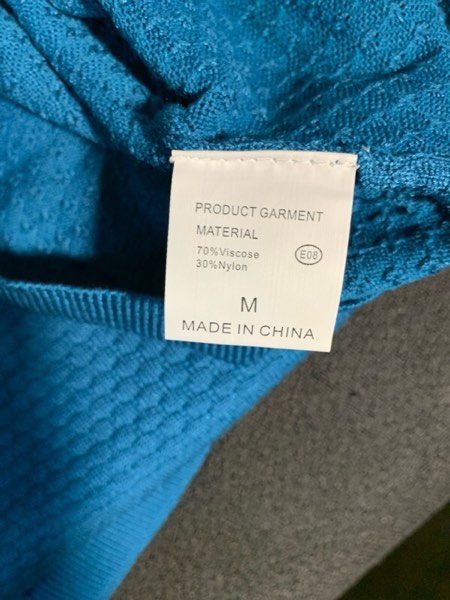 PRODUCT GARMENT
MATERIAL
70%Viscose
30%Nylon
E08
M
MADE IN CHINA